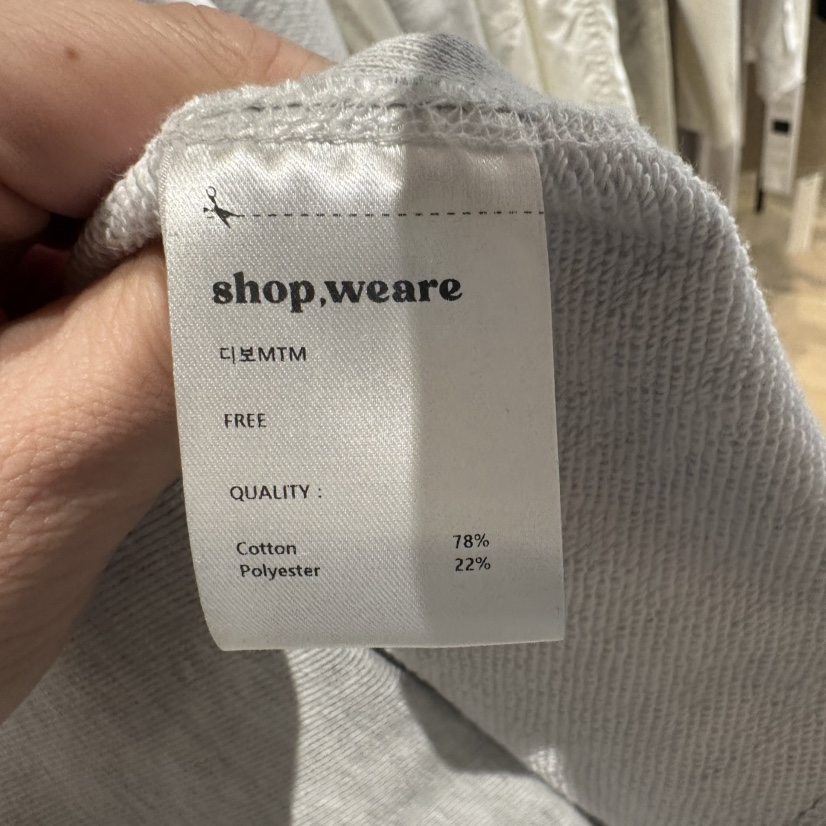 shop,weare
디보MTM
FREE
QUALITY :
Cotton 78%
Polyester 22%